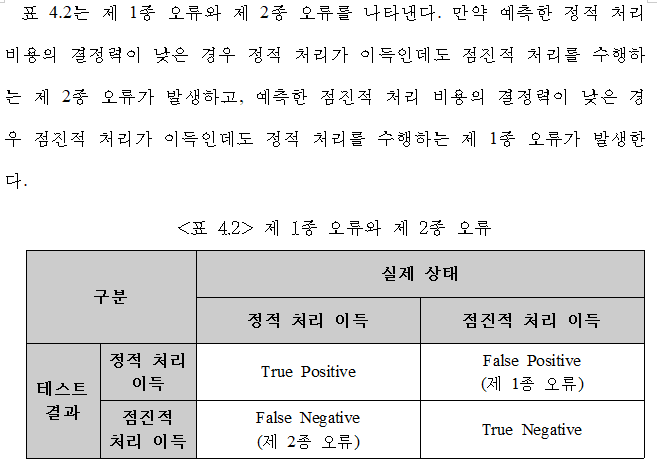 표 4.2는 제 1종 오류와 제 2종 오류를 나타낸다. 만약 예측한 정적 처리
비용의 결정력이 낮은 경우 정적 처리가 이득인데도 점진적 처리를 수행하
는 제 2종 오류가 발생하고, 예측한 점진적 처리 비용의 결정력이 낮은 경
우 점진적 처리가 이득인데도 정적 처리를 수행하는 제 1종 오류가 발생한
다.
<표 4.2> 제 1종 오류와 제 2종 오류
구분
실제 상태
정적 처리 이득
점진적 처리 이득
테스트
결과
정적 처리
이득
True Positive
False Positive
(제 1종 오류)
점진적
처리 이득
False Negative
(제 2종 오류)
True Negative